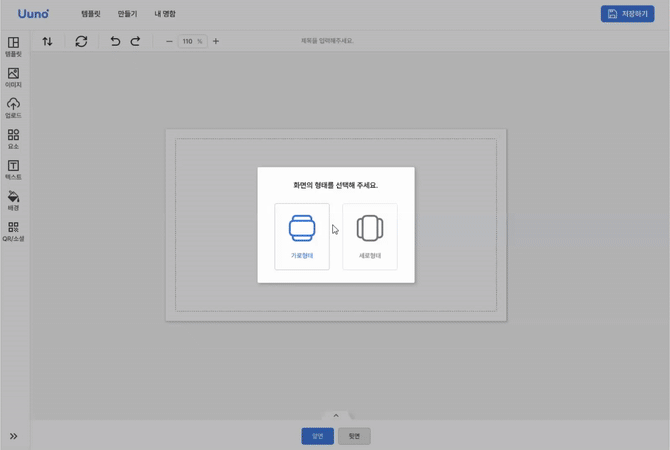 Uuno
템플릿 만들기 내 명함
저장하기
110 %
제목을 입력해주세요.
템플릿
이미지
업로드
요소
텍스트
배경
QR/소셜
화면의 형태를 선택해 주세요.
가로형태
세로형태
앞면
뒷면